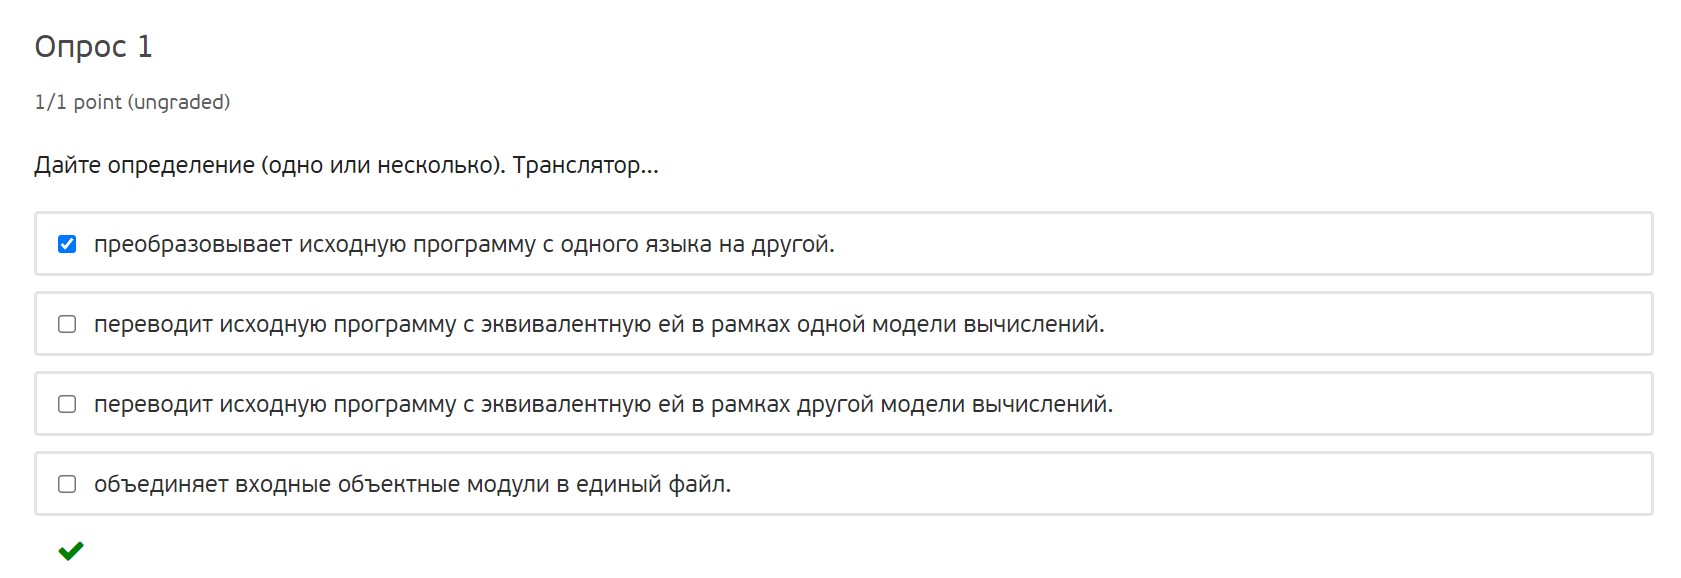 Опрос 1
1/1 point (ungraded)
Дайте определение (одно или несколько). Транслятор...
преобразовывает исходную программу с одного языка на другой.
переводит исходную программу с эквивалентную ей в рамках одной модели вычислений.
переводит исходную программу с эквивалентную ей в рамках другой модели вычислений.
объединяет входные объектные модули в единый файл.